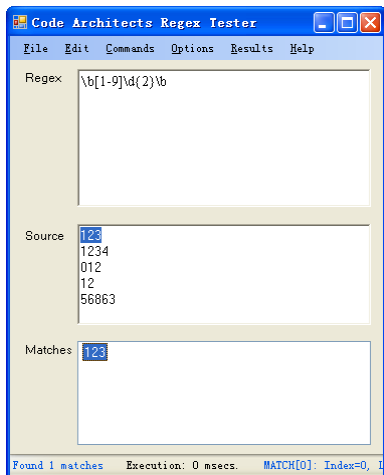 Code Architects Regex Tester
File Edit Commands Options Results Help
Regex
\b[1-9]\d{2}\b
Source
123
1234
012
12
56863
Matches
123
Found 1 matches Execution: 0 msecs. MATCH[0]: Index=0,